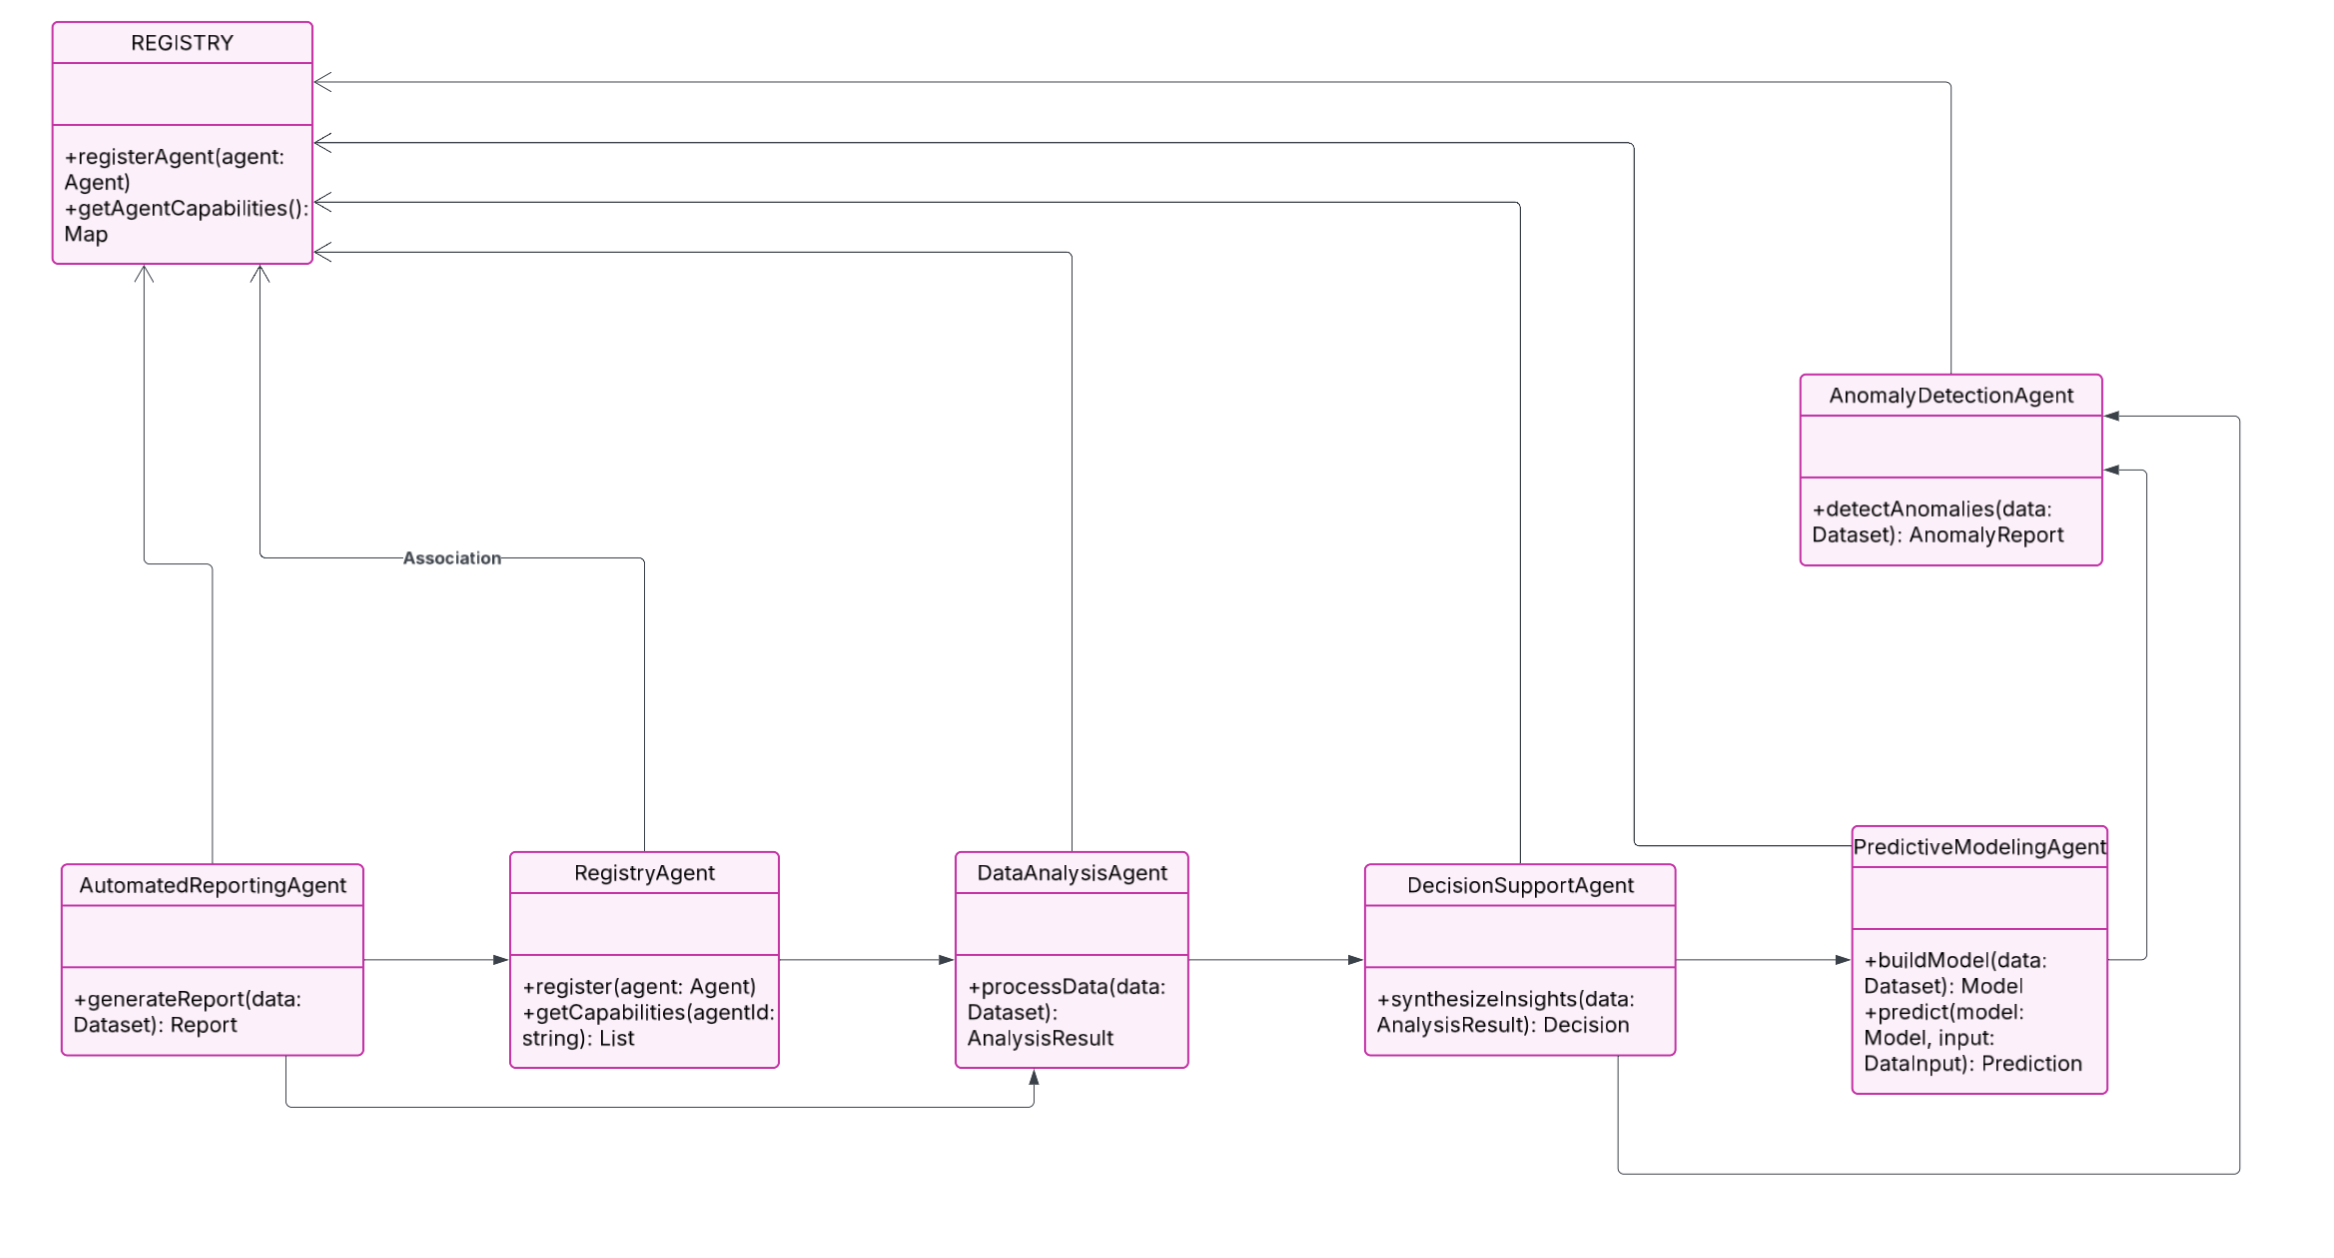 REGISTRY
+registerAgent(agent:
Agent)
+getAgentCapabilities():
Map
AnomalyDetectionAgent
+detectAnomalies(data:
Dataset): AnomalyReport
Association
AutomatedReportingAgent
+generateReport(data:
Dataset): Report
RegistryAgent
+register(agent: Agent)
+getCapabilities(agentId:
string): List
DataAnalysisAgent
+processData(data:
Dataset):
AnalysisResult
DecisionSupportAgent
+synthesizeInsights(data:
AnalysisResult): Decision
PredictiveModelingAgent
+buildModel(data:
Dataset): Model
+predict(model:
Model, input:
DataInput): Prediction